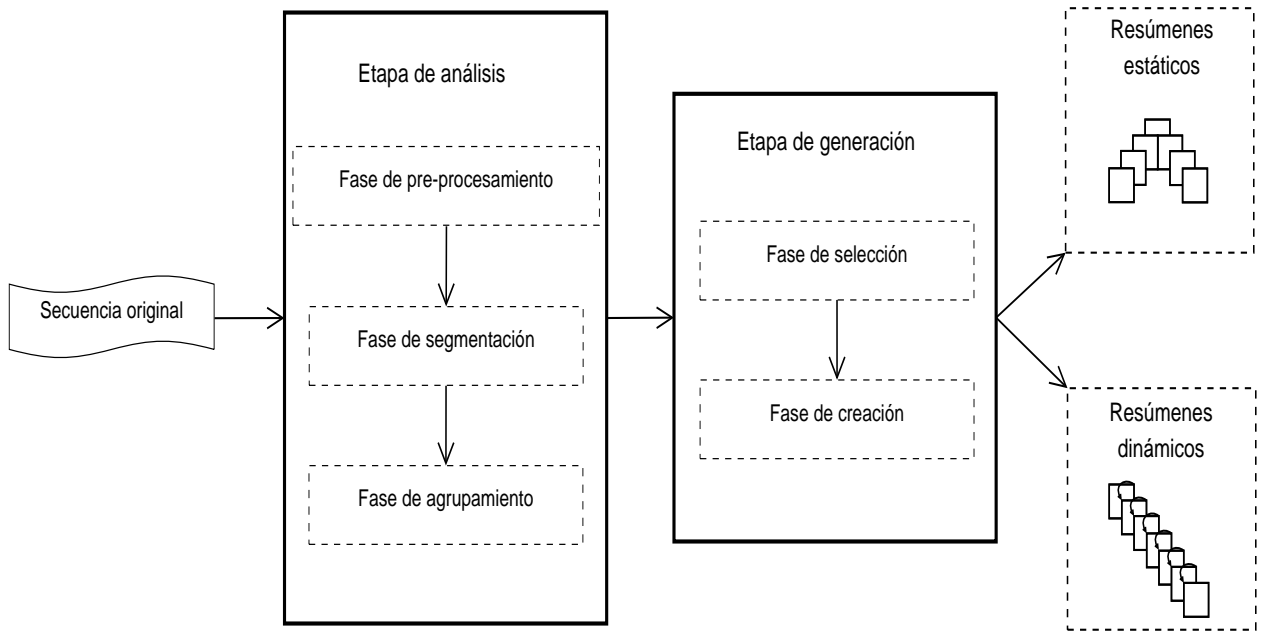 Secuencia original
Etapa de análisis
Fase de pre-procesamiento
Fase de segmentación
Fase de agrupamiento
Etapa de generación
Fase de selección
Fase de creación
Resúmenes
estáticos
Resúmenes
dinámicos